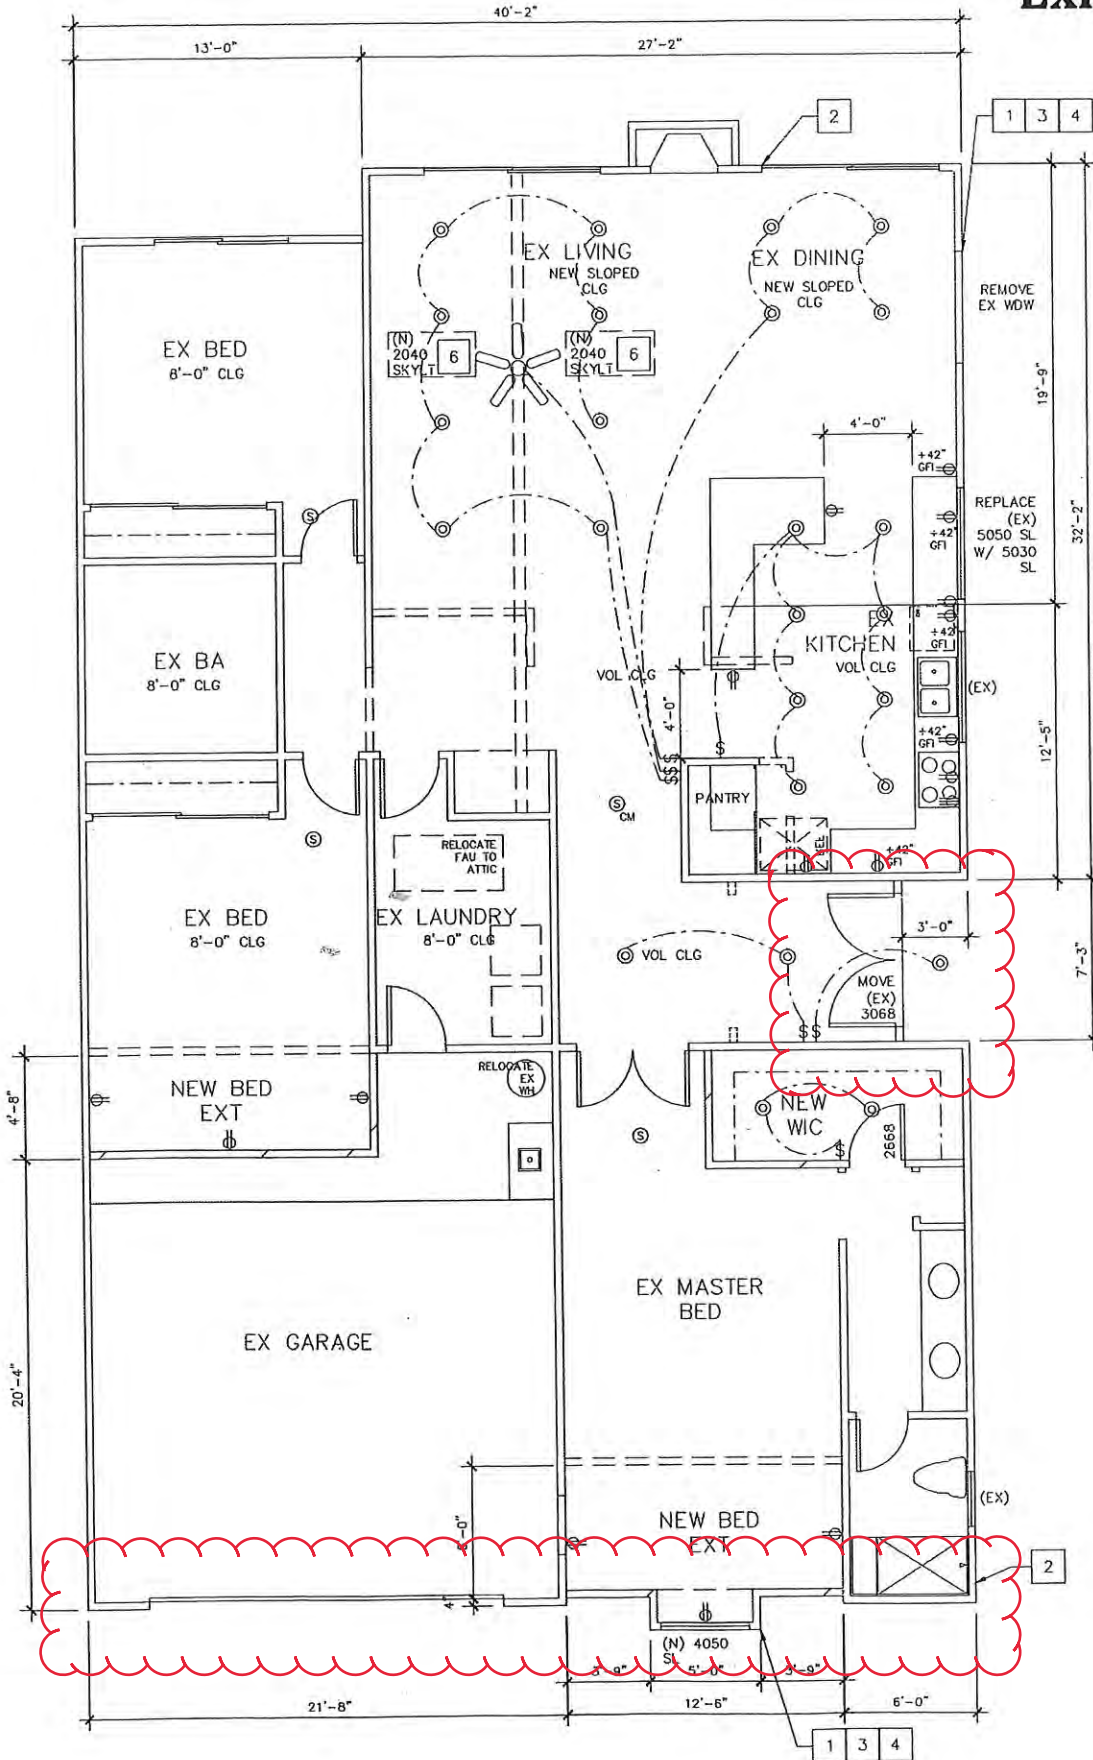 40'-2"
13'-0"
27'-2"
2
1 3 4
EX LIVING
NEW SLOPED
CLG
EX DINING
NEW SLOPED
CLG
REMOVE
EX WDW
EX BED
8'-0" CLG
(N)
2040
SKYLT
6
(N)
2040
SKYLT
6
19'-9"
32'-2"
4'-0"
+42"
GFI
REPLACE
(EX)
5050 SL
W/ 5030
SL
+42"
GFI
S
EX BA
8'-0" CLG
EX
KITCHEN
VOL CLG
+42"
GFI
VOL CLG
(EX)
4'-0"
+42"
GFI
12'-5"
S
SSS
PANTRY
S
CM
S
RELOCATE
FAU TO
ATTIC
+42"
GFI
EX BED
8'-0" CLG
EX LAUNDRY
8'-0" CLG
3'-0"
7'-3"
VOL CLG
MOVE
(EX)
3068
SS
RELOCATE
EX
WH
4'-8"
NEW BED
EXT
NEW
WIC
S
S
2668
EX MASTER
BED
EX GARAGE
20'-4"
NEW BED
EXT
(EX)
2
4"
(N) 4050
5'-0"
21'-8"
12'-6"
6'-0"
1 3 4